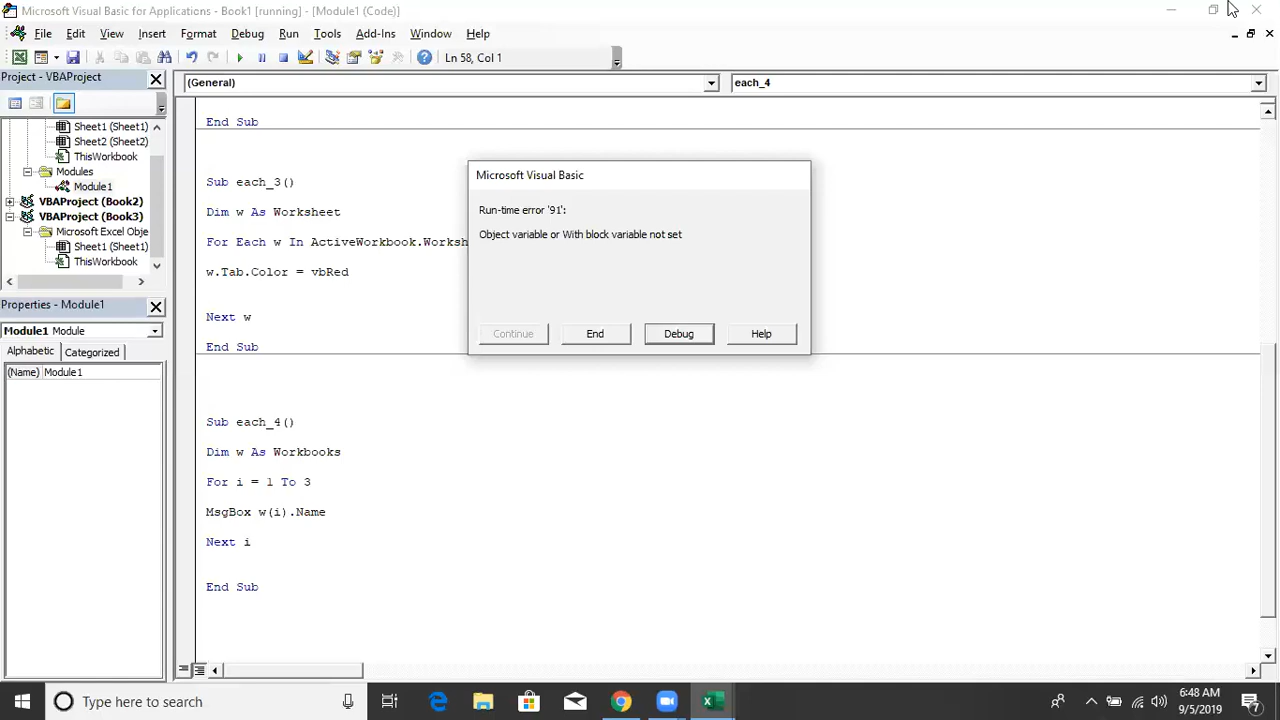 Microsoft Visual Basic for Applications - Book1 [running] - [Module1 (Code)]
File Edit View Insert Format Debug Run Tools Add-Ins Window Help
Ln 58, Col 1
Project - VBAProject
(General)
each_4
Sheet1 (Sheet1)
Sheet2 (Sheet2)
ThisWorkbook
Modules
Module1
VBAProject (Book2)
VBAProject (Book3)
Microsoft Excel Obje
Sheet1 (Sheet1)
ThisWorkbook
Properties - Module1
Module1 Module
Alphabetic Categorized
(Name) Module1
End Sub
Sub each_3()
Dim w As Worksheet
For Each w In ActiveWorkbook.Worksh
w.Tab.Color = vbRed
Next w
End Sub
Sub each_4()
Dim w As Workbooks
For i = 1 To 3
MsgBox w(i).Name
Next i
End Sub
Microsoft Visual Basic
Run-time error '91':
Object variable or With block variable not set
Continue End Debug Help
Type here to search
6:48 AM
9/5/2019
7